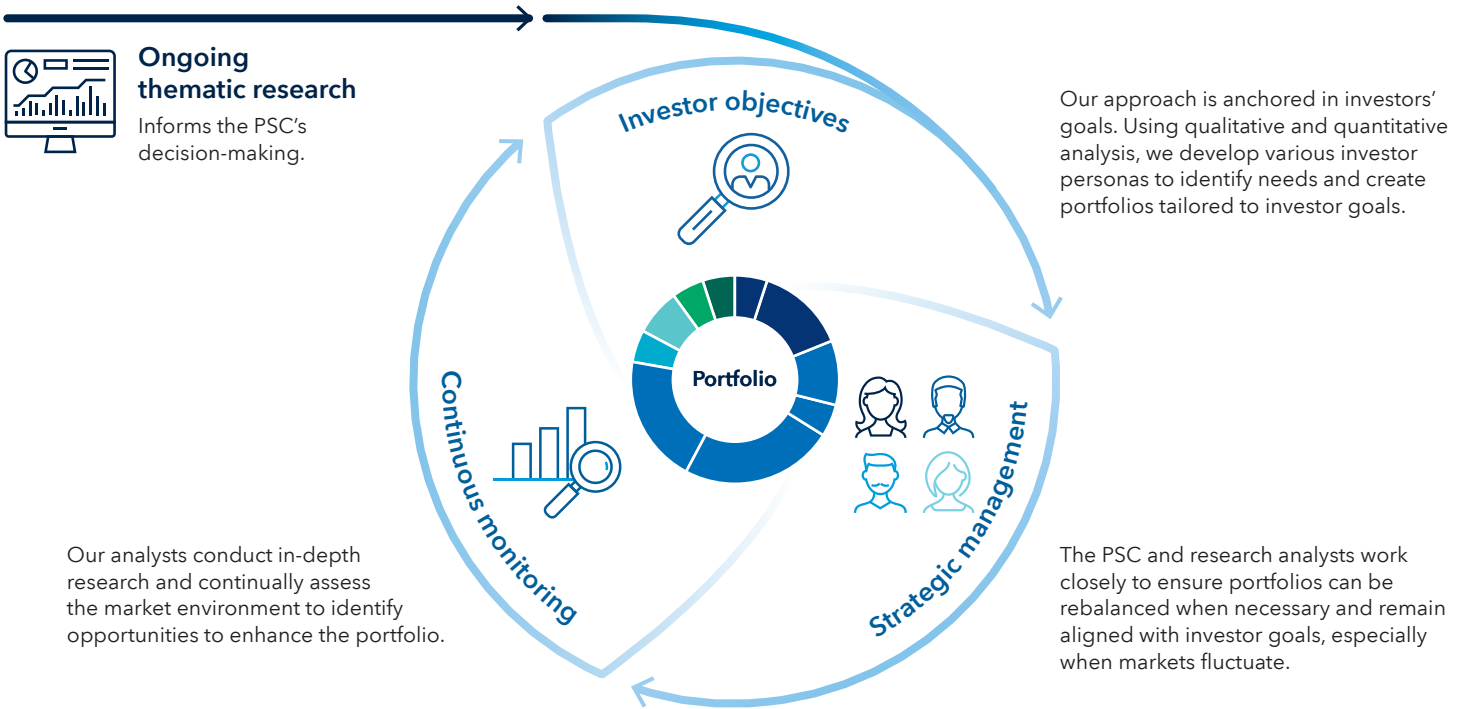 Ongoing
thematic research
Informs the PSC's
decision-making.
Investor objectives
Our approach is anchored in investors'
goals. Using qualitative and quantitative
analysis, we develop various investor
personas to identify needs and create
portfolios tailored to investor goals.
Portfolio
Strategic management
The PSC and research analysts work
closely to ensure portfolios can be
rebalanced when necessary and remain
aligned with investor goals, especially
when markets fluctuate.
Continuous monitoring
Our analysts conduct in-depth
research and continually assess
the market environment to identify
opportunities to enhance the portfolio.